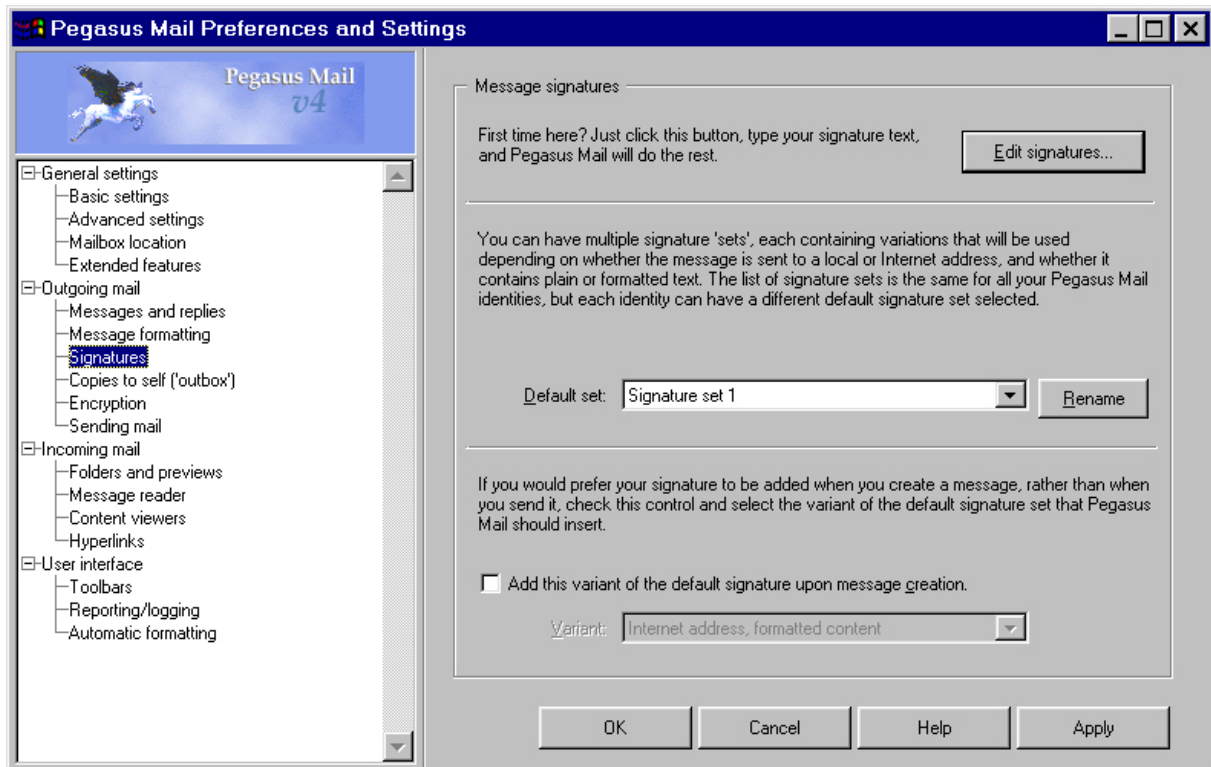 Pegasus Mail Preferences and Settings
Pegasus Mail
v4
General settings
Basic settings
Advanced settings
Mailbox location
Extended features
Outgoing mail
Messages and replies
Message formatting
Signatures
Copies to self ('outbox')
Encryption
Sending mail
Incoming mail
Folders and previews
Message reader
Content viewers
Hyperlinks
User interface
Toolbars
Reporting/logging
Automatic formatting
Message signatures
First time here? Just click this button, type your signature text,
and Pegasus Mail will do the rest.
Edit signatures...
You can have multiple signature 'sets', each containing variations that will be used
depending on whether the message is sent to a local or Internet address, and whether it
contains plain or formatted text. The list of signature sets is the same for all your Pegasus Mail
identities, but each identity can have a different default signature set selected.
Default set: Signature set 1 Rename
If you would prefer your signature to be added when you create a message, rather than when
you send it, check this control and select the variant of the default signature set that Pegasus
Mail should insert.
Add this variant of the default signature upon message creation.
Variant: Internet address, formatted content
OK Cancel Help Apply